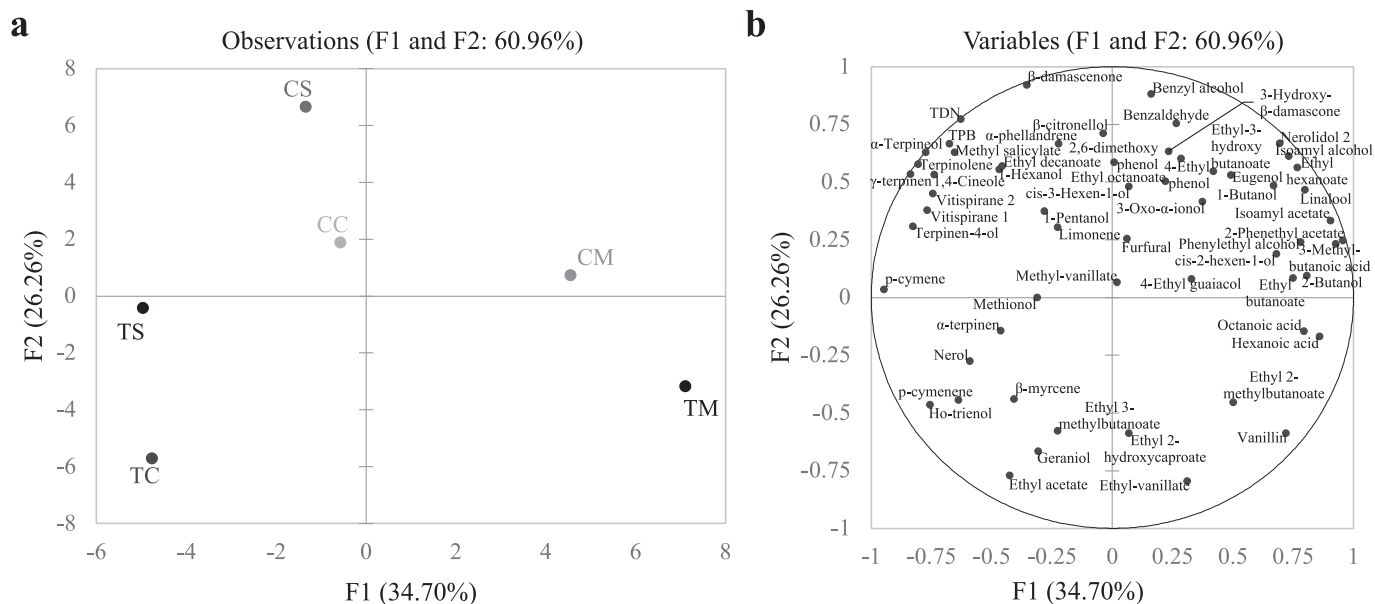 a
Observations (F1 and F2: 60.96%)
8
6
4
2
0
-2
-4
-6
-8
F2 (26.26%)
CS
CC
CM
TS
TM
TC
-6
-4
-2
0
2
4
6
8
F1 (34.70%)
b
Variables (F1 and F2: 60.96%)
1
0.75
0.5
0.25
0
-0.25
-0.5
-0.75
-1
F2 (26.26%)
β-damascenone
Benzyl alcohol
3-Hydroxy-
β-damascone
TDN
Benzaldehyde
β-citronellol
TPB
α-phellandrene
Ethyl-3-
hydroxy
butanoate
Nerolidol 2
α-Terpineol
Methyl salicylate
2,6-dimethoxy
phenol
Isoamyl alcohol
Terpinolene
Ethyl decanoate
4-Ethyl
phenol
Ethyl
hexanoate
γ-terpinen
1,4-Cineole
1-Hexanol
Ethyl octanoate
Eugenol
cis-3-Hexen-1-ol
1-Butanol
Linalool
Vitispirane 2
3-Oxo-α-ionol
Isoamyl acetate
Vitispirane 1
1-Pentanol
Terpinen-4-ol
Limonene
2-Phenethyl acetate
Furfural
Phenylethyl alcohol
3-Methyl-
butanoic acid
cis-2-hexen-1-ol
p-cymene
Methyl-vanillate
4-Ethyl guaiacol
Ethyl
butanoate
2-Butanol
Methionol
α-terpinen
Octanoic acid
Hexanoic acid
Nerol
Ethyl 2-
methylbutanoate
p-cymenene
β-myrcene
Ho-trienol
Ethyl 3-
methylbutanoate
Vanillin
Ethyl 2-
hydroxycaproate
Geraniol
Ethyl acetate
Ethyl-vanillate
-1
-0.75
-0.5
-0.25
0
0.25
0.5
0.75
1
F1 (34.70%)